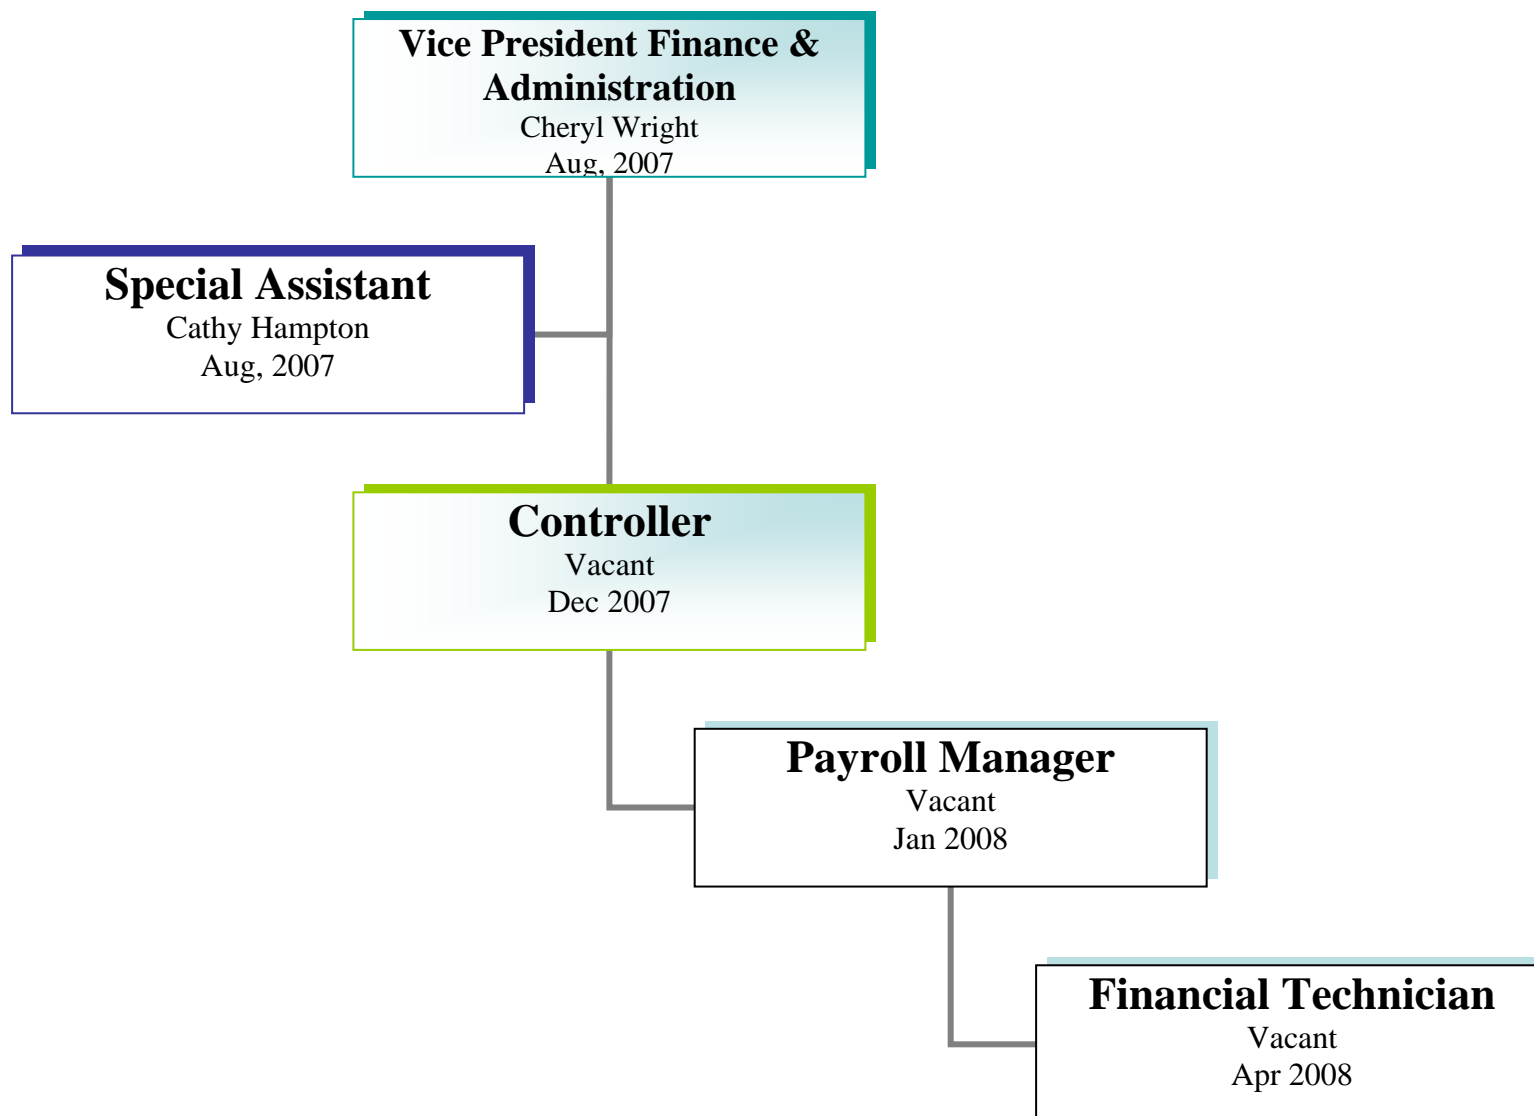 Vice President Finance &
Administration
Cheryl Wright
Aug, 2007
Special Assistant
Cathy Hampton
Aug, 2007
Controller
Vacant
Dec 2007
Payroll Manager
Vacant
Jan 2008
Financial Technician
Vacant
Apr 2008